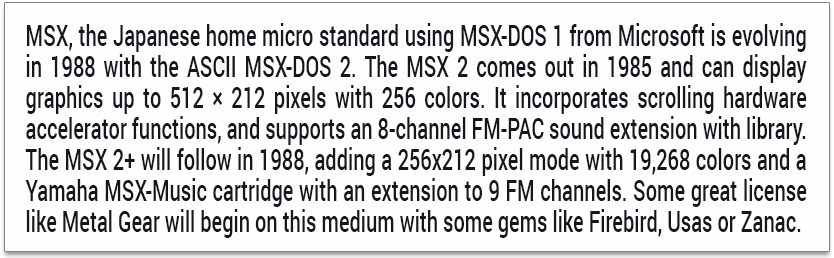 MSX, the Japanese home micro standard using MSX-DOS 1 from Microsoft is evolving
in 1988 with the ASCII MSX-DOS 2. The MSX 2 comes out in 1985 and can display
graphics up to 512 × 212 pixels with 256 colors. It incorporates scrolling hardware
accelerator functions, and supports an 8-channel FM-PAC sound extension with library.
The MSX 2+ will follow in 1988, adding a 256x212 pixel mode with 19,268 colors and a
Yamaha MSX-Music cartridge with an extension to 9 FM channels. Some great license
like Metal Gear will begin on this medium with some gems like Firebird, Usas or Zanac.